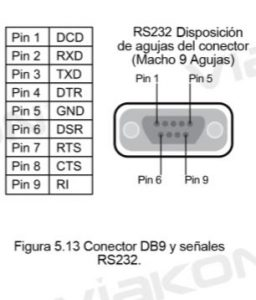 Pin 1 DCD
Pin 2 RXD
Pin 3 TXD
Pin 4 DTR
Pin 5 GND
Pin 6 DSR
Pin 7 RTS
Pin 8 CTS
Pin 9 RI
RS232 Disposición
de agujas del conector
(Macho 9 Agujas)
Pin 1 Pin 5
Pin 6 Pin 9
Figura 5.13 Conector DB9 y señales
RS232.
viakon